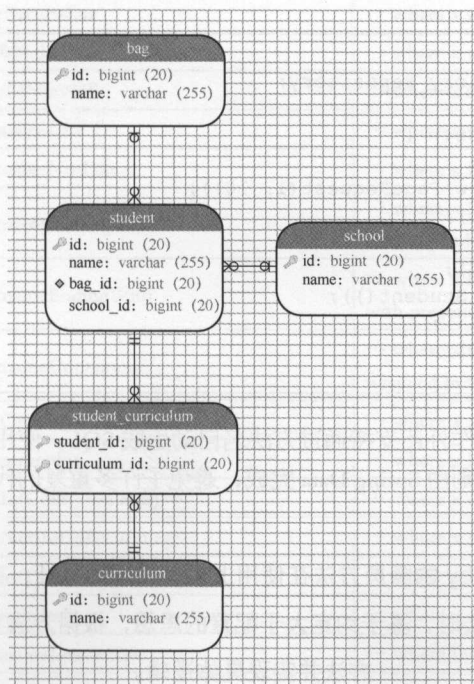 bag
id: bigint (20)
name: varchar (255)
student
id: bigint (20)
name: varchar (255)
bag_id: bigint (20)
school_id: bigint (20)
school
id: bigint (20)
name: varchar (255)
udent ());
student_curriculum
student_id: bigint (20)
curriculum_id: bigint (20)
curriculum
id: bigint (20)
name: varchar (255)